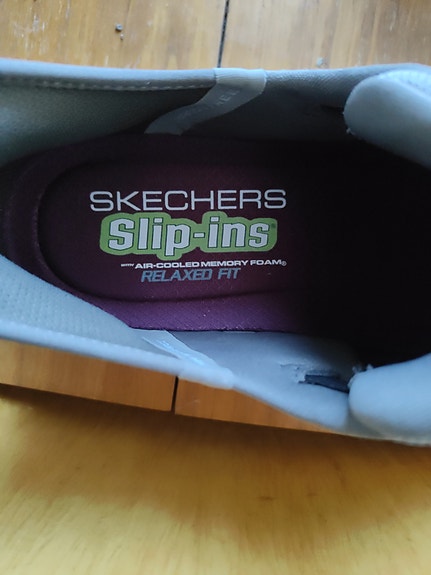 SKECHERS
Slip-ins®
WITH AIR-COOLED MEMORY FOAM®
RELAXED FIT